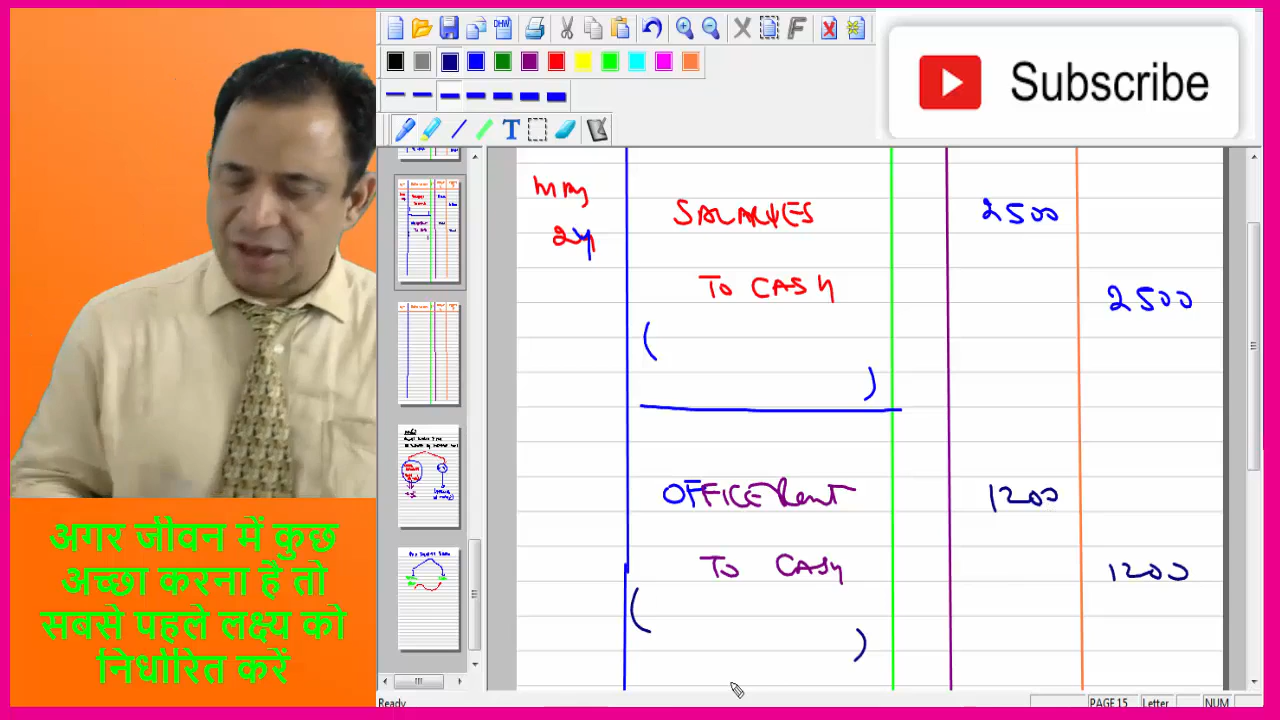 DHW
Subscribe
May
24
SALARIES
2500
TO CASH
2500
(
)
OFFICE Rent
1200
TO CASH
1200
(
)
अगर जीवन में कुछ
अच्छा करना है तो
सबसे पहले लक्ष्य को
निर्धारित करें
Ready
PAGE 15
Letter
NUM